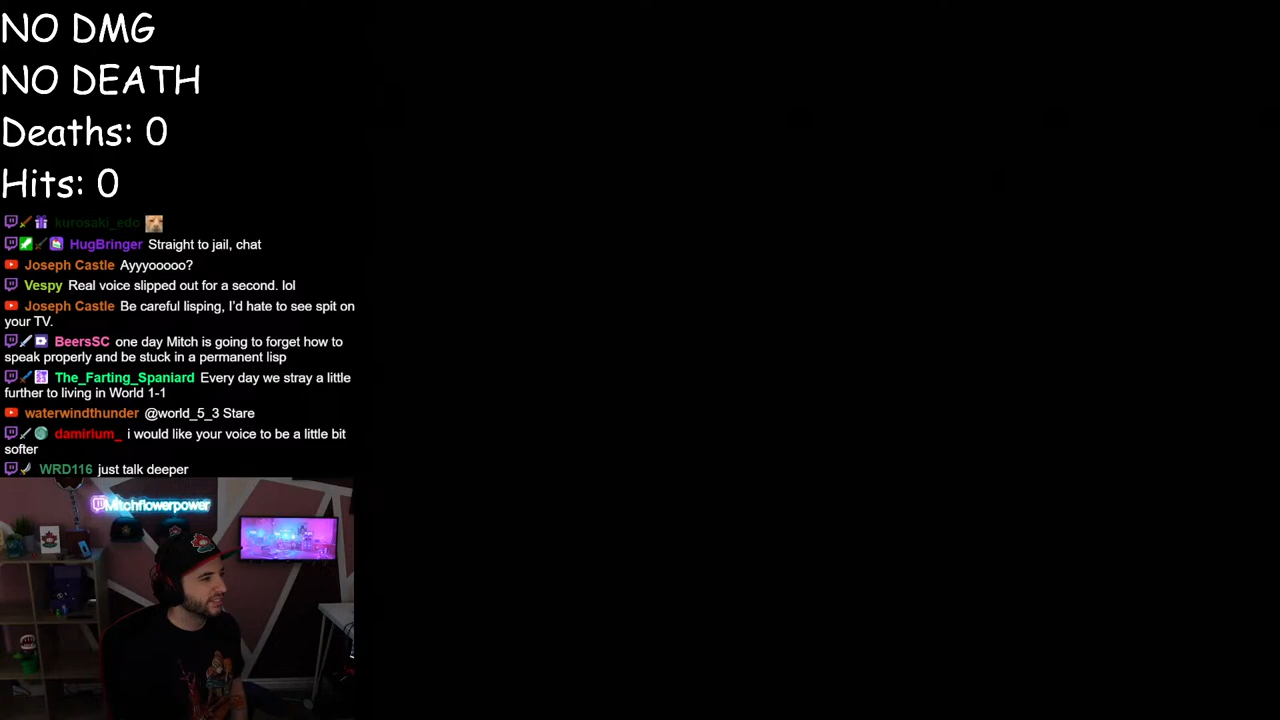 NO DMG
NO DEATH
Deaths: 0
Hits: 0
kurosaki_edo
HugBringer Straight to jail, chat
Joseph Castle Ayyyooooo?
Vespy Real voice slipped out for a second. lol
Joseph Castle Be careful lisping, I'd hate to see spit on
your TV.
BeersSC one day Mitch is going to forget how to
speak properly and be stuck in a permanent lisp
The_Farting_Spaniard Every day we stray a little
further to living in World 1-1
waterwindthunder @world_5_3 Stare
damirium_ i would like your voice to be a little bit
softer
WRD116 just talk deeper
Mitchflowerpower